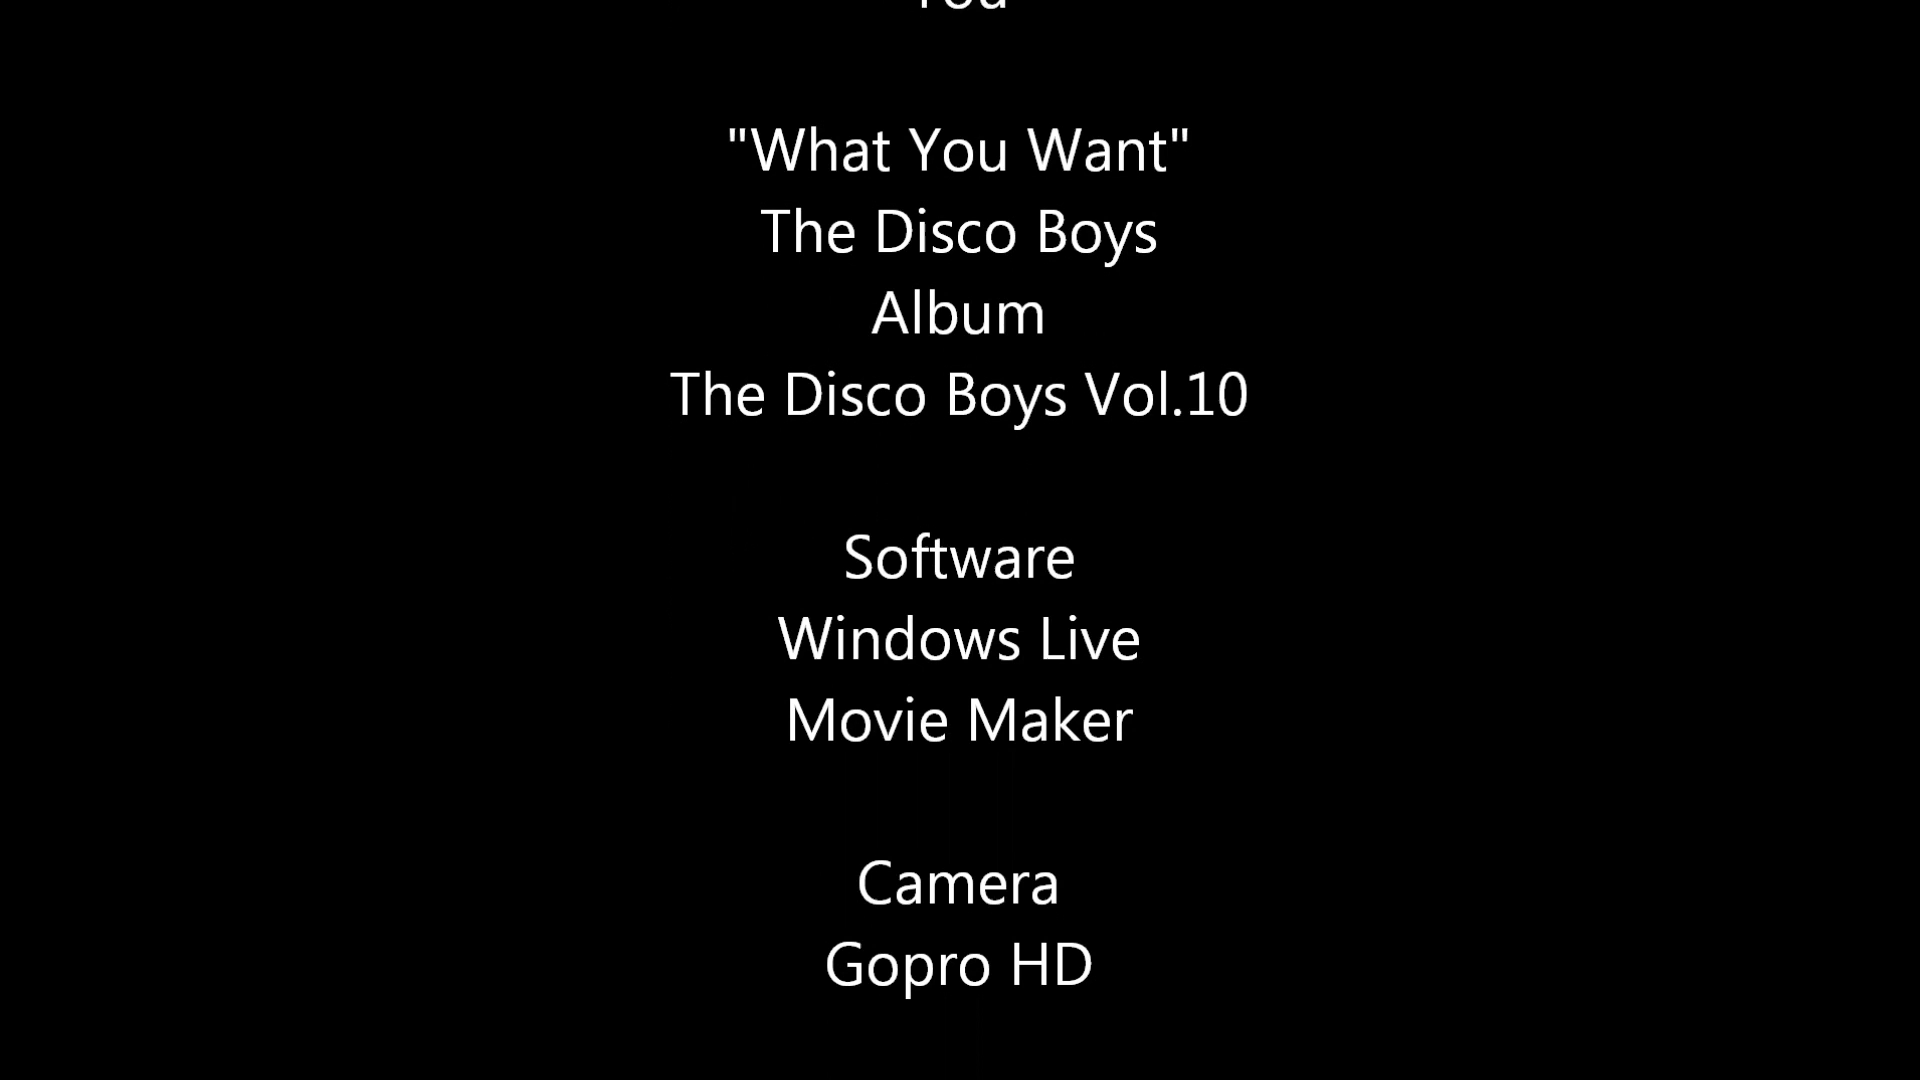 You
"What You Want"
The Disco Boys
Album
The Disco Boys Vol.10
Software
Windows Live
Movie Maker
Camera
Gopro HD